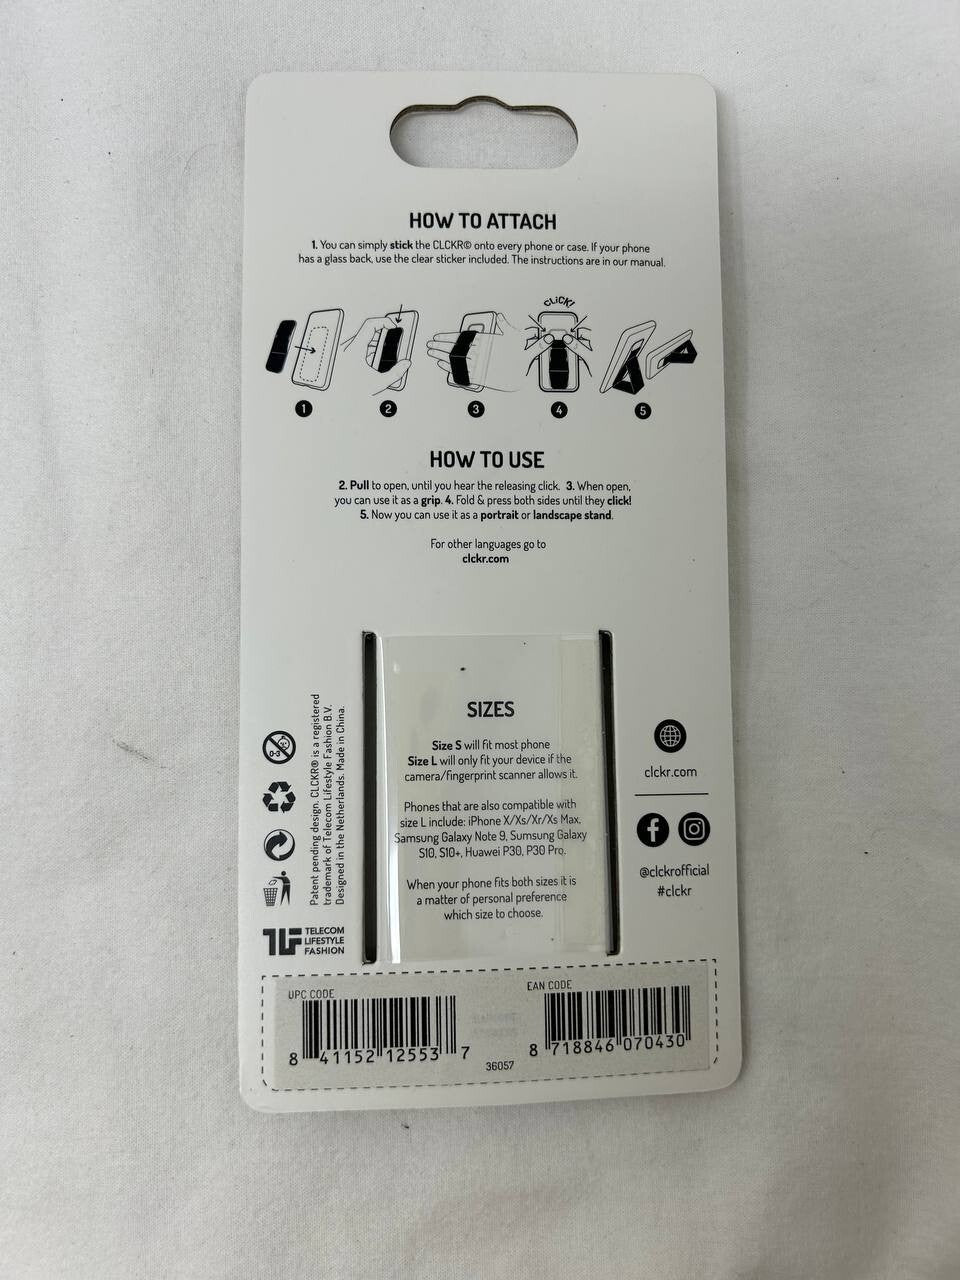 HOW TO ATTACH
1. You can simply stick the CLCKR© onto every phone or case. If your phone
has a glass back, use the clear sticker included. The instructions are in our manual.
CLICK!
1 2 3 4 5
HOW TO USE
2. Pull to open, until you hear the releasing click. 3. When open,
you can use it as a grip. 4. Fold & press both sides until they click!
5. Now you can use it as a portrait or landscape stand.
For other languages go to
clckr.com
SIZES
Size S will fit most phone
Size L will only fit your device if the
camera/fingerprint scanner allows it.
Phones that are also compatible with
size L include: iPhone X/Xs/Xr/Xs Max,
Samsung Galaxy Note 9, Sumsung Galaxy
S10, S10+, Huawei P30, P30 Pro.
When your phone fits both sizes it is
a matter of personal preference
which size to choose.
0-3
Patent pending design. CLCKR® is a registered
trademark of Telecom Lifestyle Fashion B.V.
Designed in the Netherlands. Made in China.
TLF
TELECOM
LIFESTYLE
FASHION
clckr.com
@clckrofficial
#clckr
UPC CODE
8 41152 12553 7
36057
EAN CODE
8 718846 070430